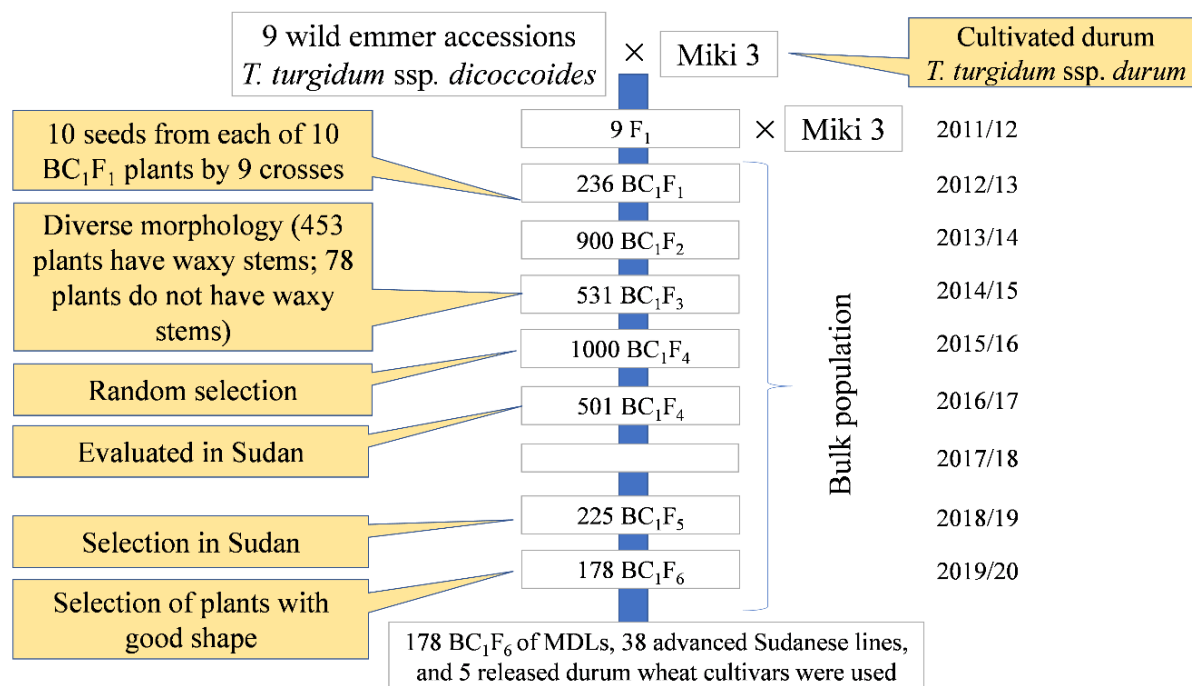 9 wild emmer accessions
T. turgidum ssp. dicoccoides
×
Miki 3
Cultivated durum
T. turgidum ssp. durum
9 F₁
×
Miki 3
2011/12
10 seeds from each of 10
BC₁F₁ plants by 9 crosses
236 BC₁F₁
2012/13
900 BC₁F₂
2013/14
Diverse morphology (453
plants have waxy stems; 78
plants do not have waxy
stems)
531 BC₁F₃
2014/15
1000 BC₁F₄
2015/16
Random selection
501 BC₁F₄
2016/17
Evaluated in Sudan
2017/18
Bulk population
225 BC₁F₅
2018/19
Selection in Sudan
178 BC₁F₆
2019/20
Selection of plants with
good shape
178 BC₁F₆ of MDLs, 38 advanced Sudanese lines,
and 5 released durum wheat cultivars were used